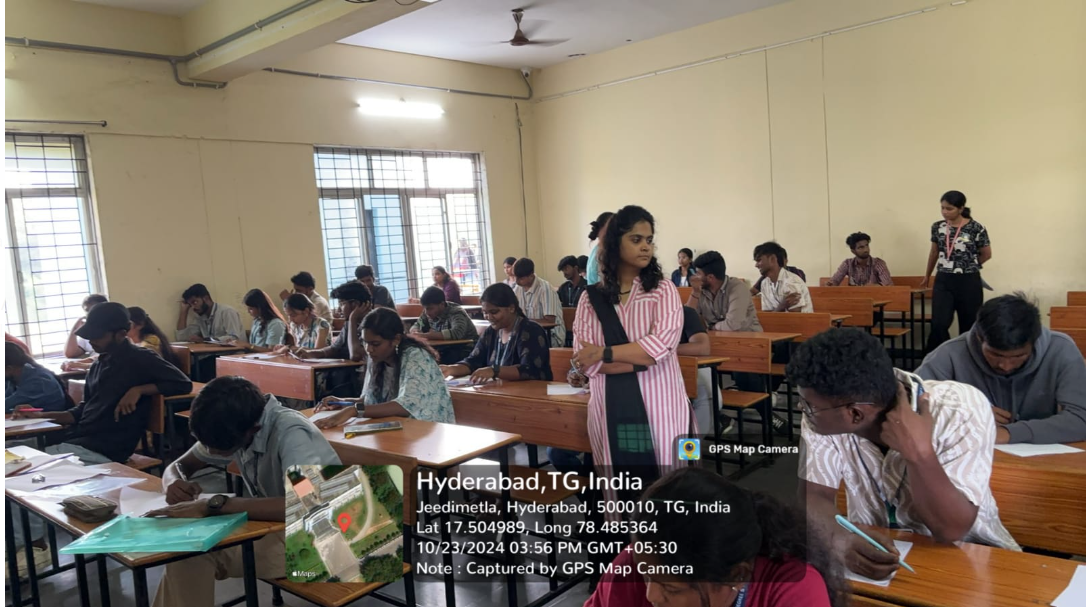 GPS Map Camera
Hyderabad,TG,India
Jeedimetla, Hyderabad, 500010, TG, India
Lat 17.504989, Long 78.485364
10/23/2024 03:56 PM GMT+05:30
Note : Captured by GPS Map Camera
Maps